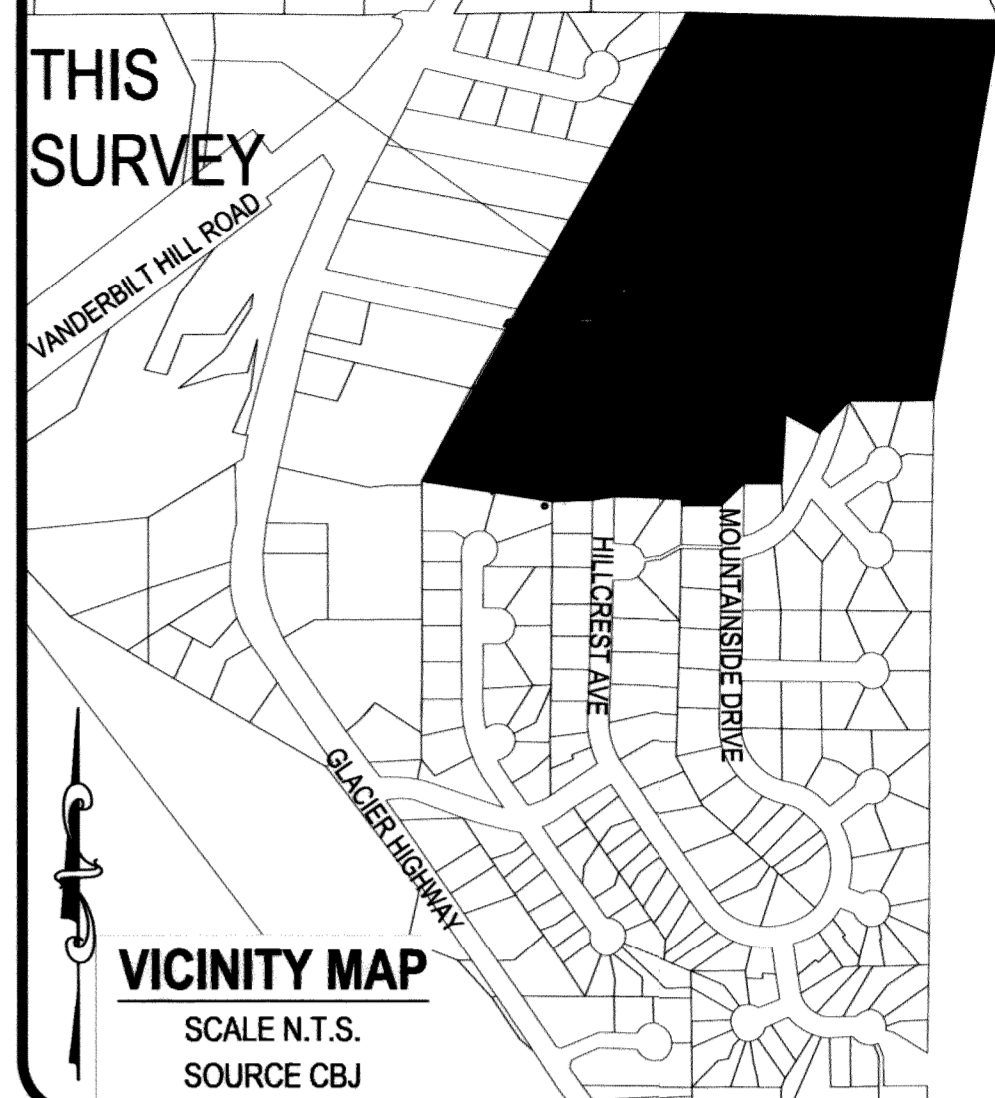 THIS
SURVEY
VANDERBILT HILL ROAD
HILLCREST AVE
MOUNTAINSIDE DRIVE
GLACIER HIGHWAY
VICINITY MAP
SCALE N.T.S.
SOURCE CBJ